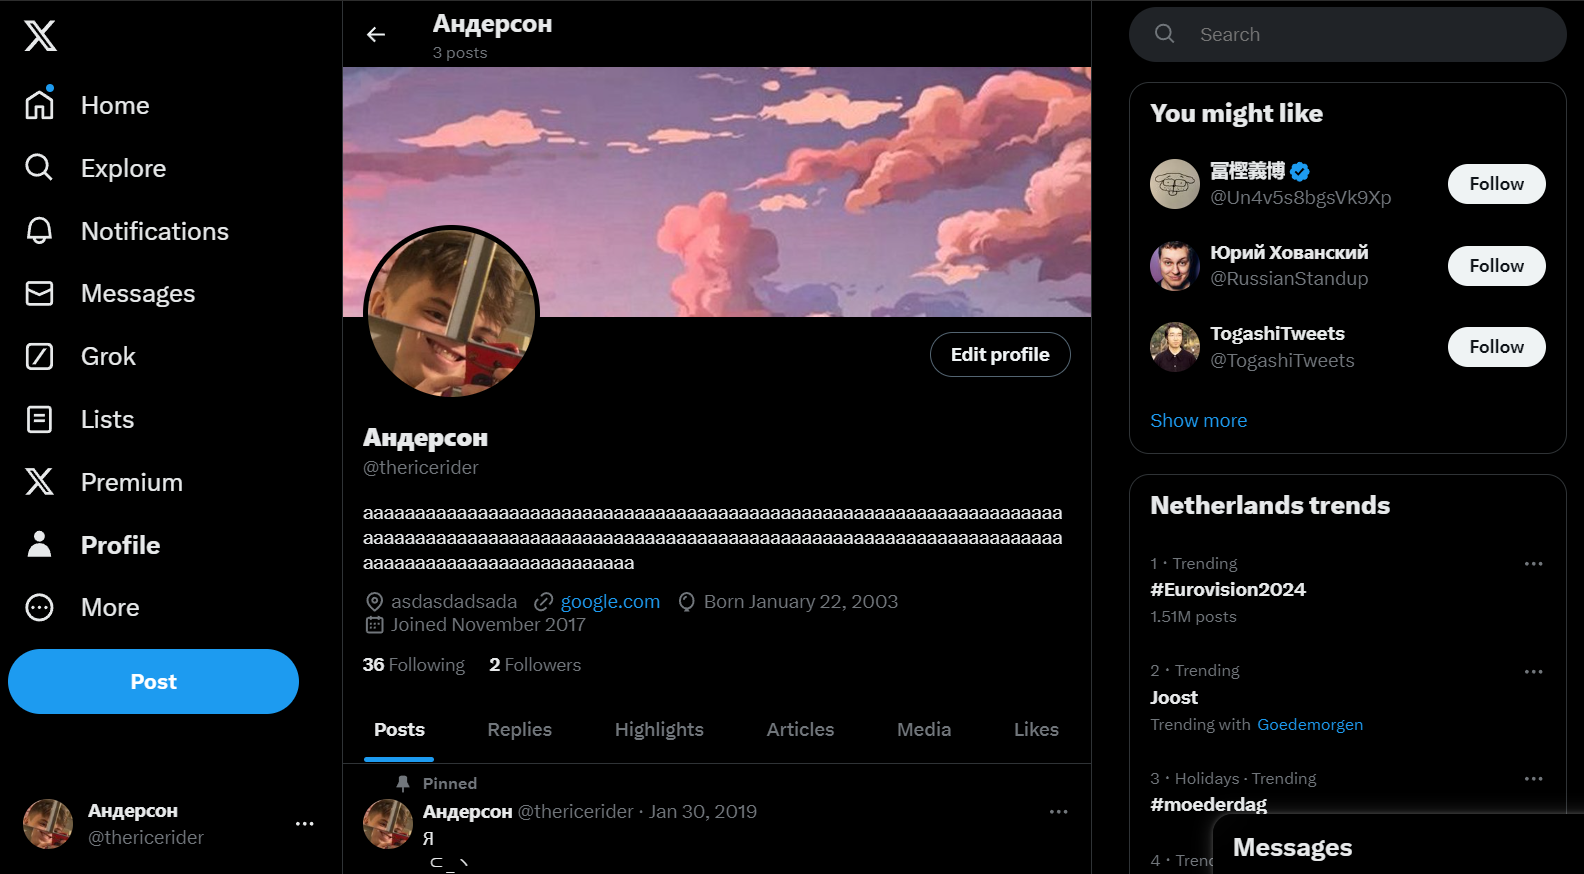 Home
Explore
Notifications
Messages
Grok
Lists
Premium
Profile
More
Post
Андерсон
@thericerider
Андерсон
3 posts
Edit profile
Андерсон
@thericerider
aaaaaaaaaaaaaaaaaaaaaaaaaaaaaaaaaaaaaaaaaaaaaaaaaaaaaaaaaaaaaaaaaaa
aaaaaaaaaaaaaaaaaaaaaaaaaaaaaaaaaaaaaaaaaaaaaaaaaaaaaaaaaaaaaaaaaaa
aaaaaaaaaaaaaaaaaaaaaaaaaa
asdasdadsada google.com Born January 22, 2003
Joined November 2017
36 Following 2 Followers
Posts Replies Highlights Articles Media Likes
Pinned
Андерсон @thericerider · Jan 30, 2019
Я
Search
You might like
冨樫義博
@Un4v5s8bgsVk9Xp
Follow
Юрий Хованский
@RussianStandup
Follow
TogashiTweets
@TogashiTweets
Follow
Show more
Netherlands trends
1 · Trending
#Eurovision2024
1.51M posts
2 · Trending
Joost
Trending with Goedemorgen
3 · Holidays · Trending
#moederdag
4 ·
Messages